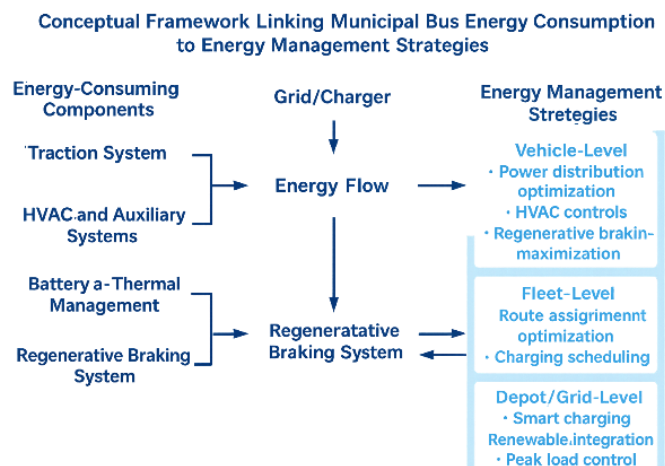 Conceptual Framework Linking Municipal Bus Energy Consumption
to Energy Management Strategies
Energy-Consuming
Components
Traction System
HVAC and Auxiliary
Systems
Battery a-Thermal
Management
Regenerative Braking
System
Grid/Charger
Energy Flow
Regeneratative
Braking System
Energy Management
Stretegies
Vehicle-Level
· Power distribution
optimization
· HVAC controls
· Regenerative brakin-
maximization
Fleet-Level
Route assigrimennt
optimization
· Charging scheduling
Depot/Grid-Level
· Smart charging
Renewable.integration
· Peak load control